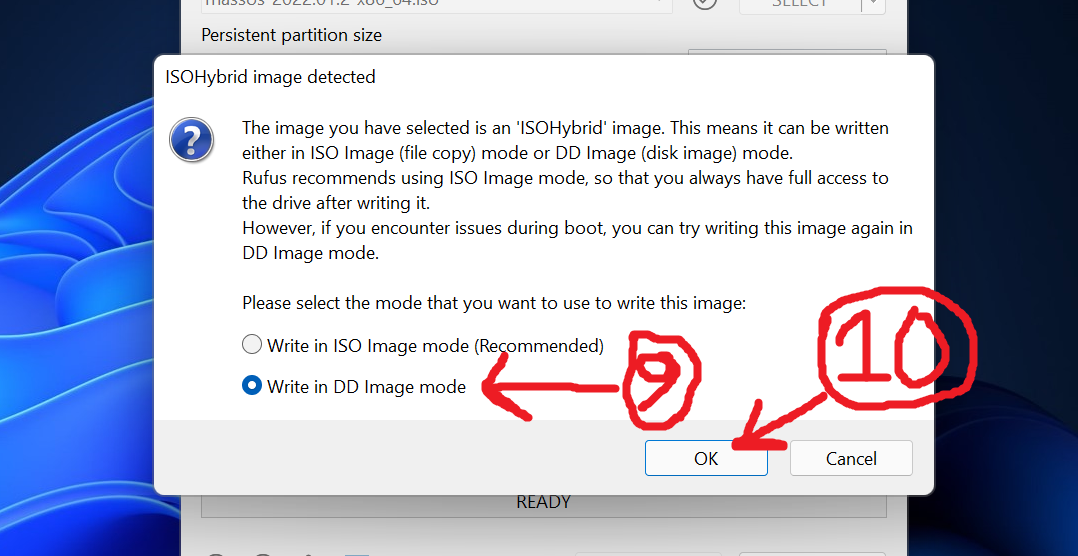 massos-2022.01.2-x86_64.iso
SELECT
Persistent partition size
ISOHybrid image detected
The image you have selected is an 'ISOHybrid' image. This means it can be written
either in ISO Image (file copy) mode or DD Image (disk image) mode.
Rufus recommends using ISO Image mode, so that you always have full access to
the drive after writing it.
However, if you encounter issues during boot, you can try writing this image again in
DD Image mode.
Please select the mode that you want to use to write this image:
Write in ISO Image mode (Recommended)
Write in DD Image mode
9
10
OK
Cancel
READY